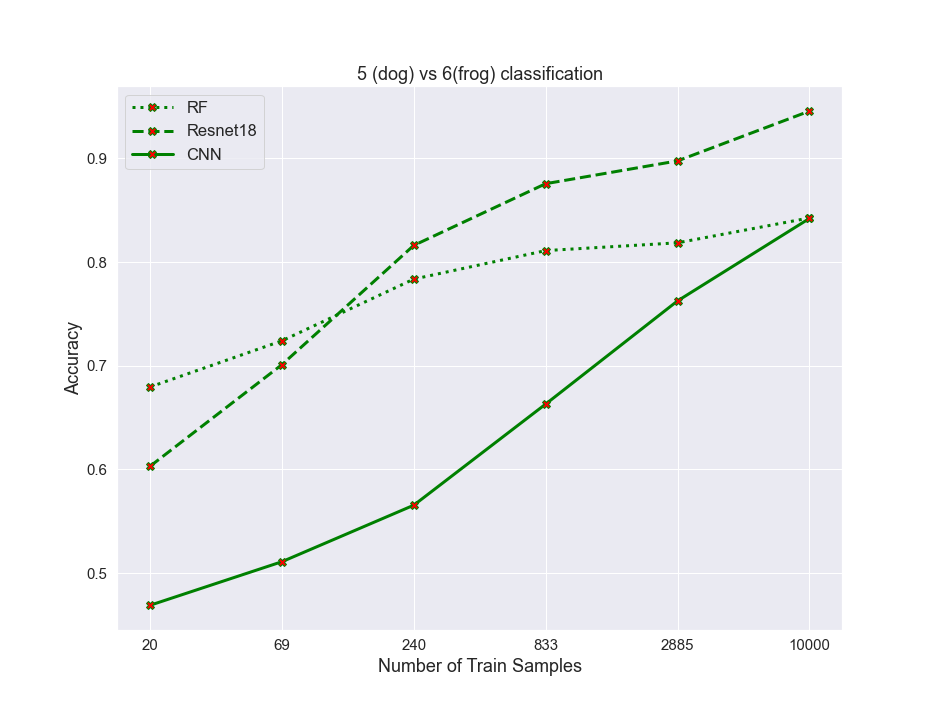 5 (dog) vs 6(frog) classification
RF
Resnet18
CNN
0.9
0.8
0.7
0.6
0.5
Accuracy
20 69 240 833 2885 10000
Number of Train Samples